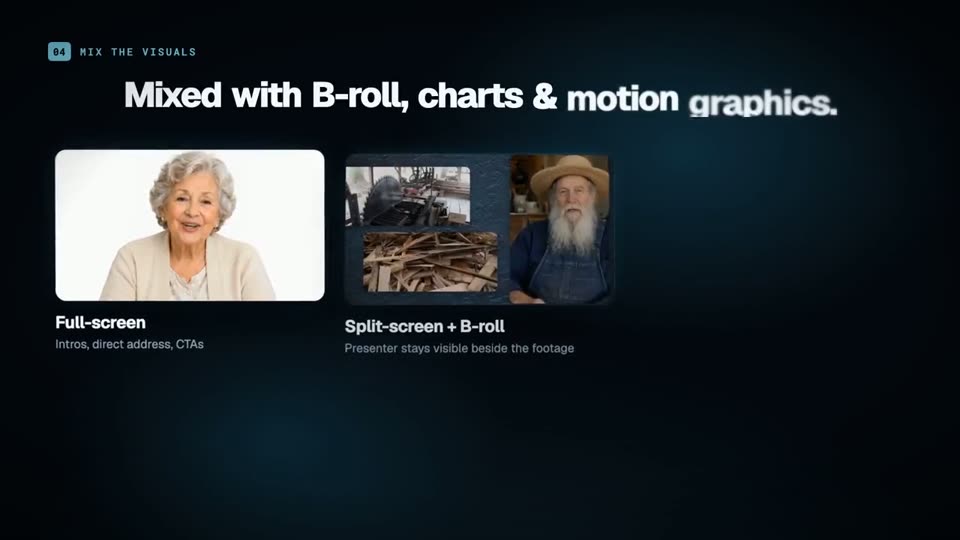 04 MIX THE VISUALS
Mixed with B-roll, charts & motion graphics.
Full-screen
Intros, direct address, CTAs
Split-screen + B-roll
Presenter stays visible beside the footage